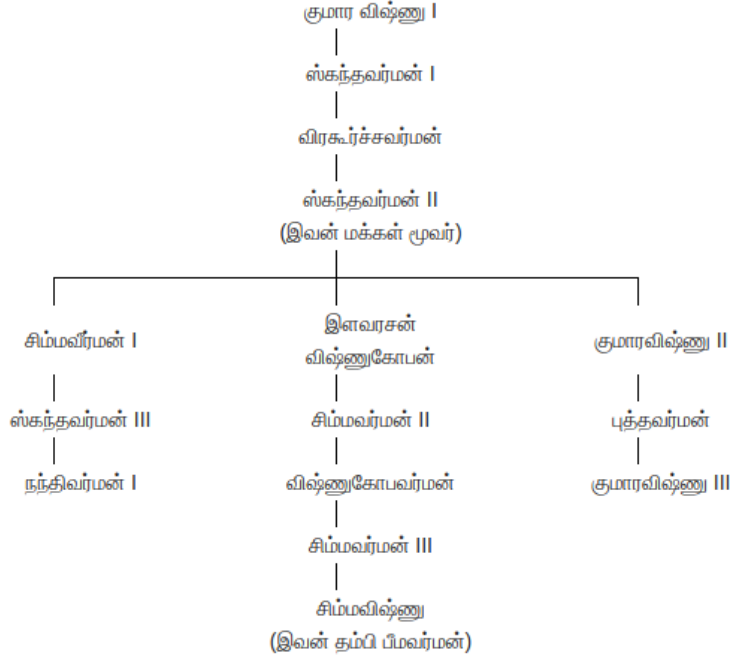 குமார விஷ்ணு I
ஸ்கந்தவர்மன் I
விரகூர்ச்சவர்மன்
ஸ்கந்தவர்மன் II
(இவன் மக்கள் மூவர்)
சிம்மவீர்மன் I
இளவரசன்
விஷ்ணுகோபன்
குமாரவிஷ்ணு II
ஸ்கந்தவர்மன் III
சிம்மவர்மன் II
புத்தவர்மன்
நந்திவர்மன் I
விஷ்ணுகோபவர்மன்
குமாரவிஷ்ணு III
சிம்மவர்மன் III
சிம்மவிஷ்ணு
(இவன் தம்பி பீமவர்மன்)